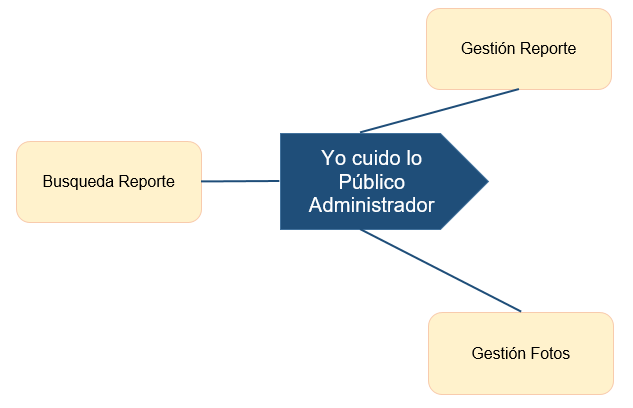 Gestión Reporte
Yo cuido lo
Público
Administrador
Busqueda Reporte
Gestión Fotos